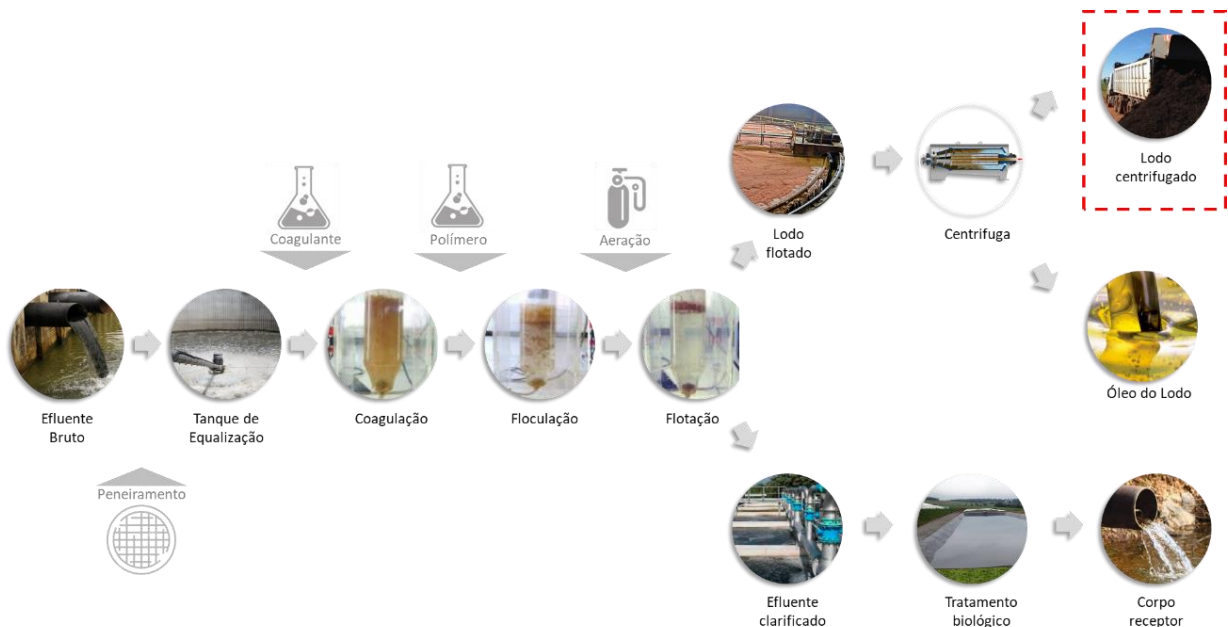 Lodo
centrifugado
Lodo
flotado
Centrifuga
Coagulante
Polímero
Aeração
Óleo do Lodo
Efluente
Bruto
Tanque de
Equalização
Coagulação
Floculação
Flotação
Peneiramento
Efluente
clarificado
Tratamento
biológico
Corpo
receptor